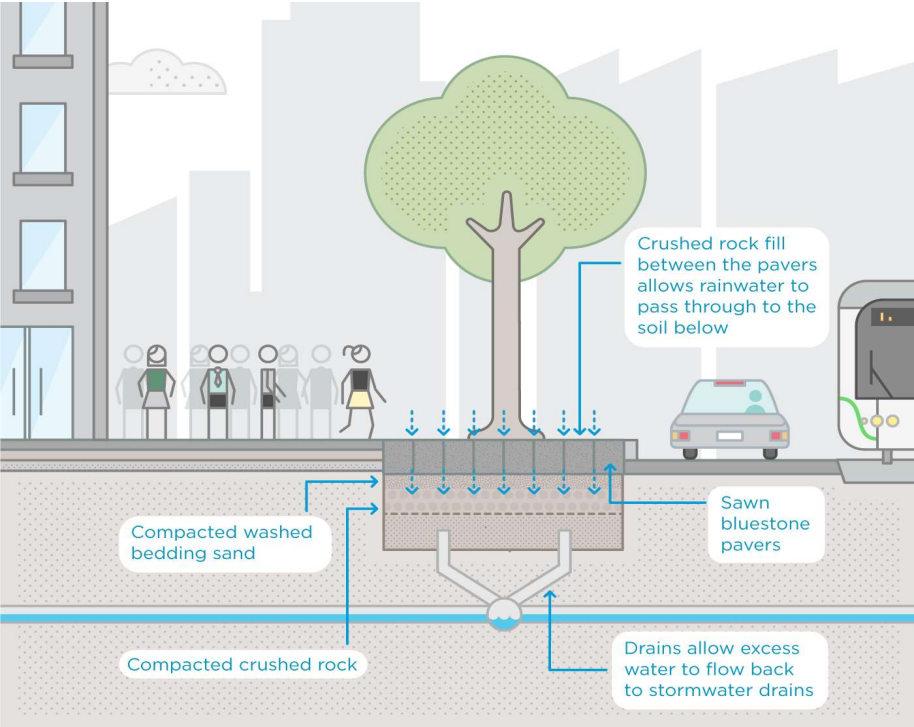 Crushed rock fill
between the pavers
allows rainwater to
pass through to the
soil below
Compacted washed
bedding sand
Sawn
bluestone
pavers
Compacted crushed rock
Drains allow excess
water to flow back
to stormwater drains